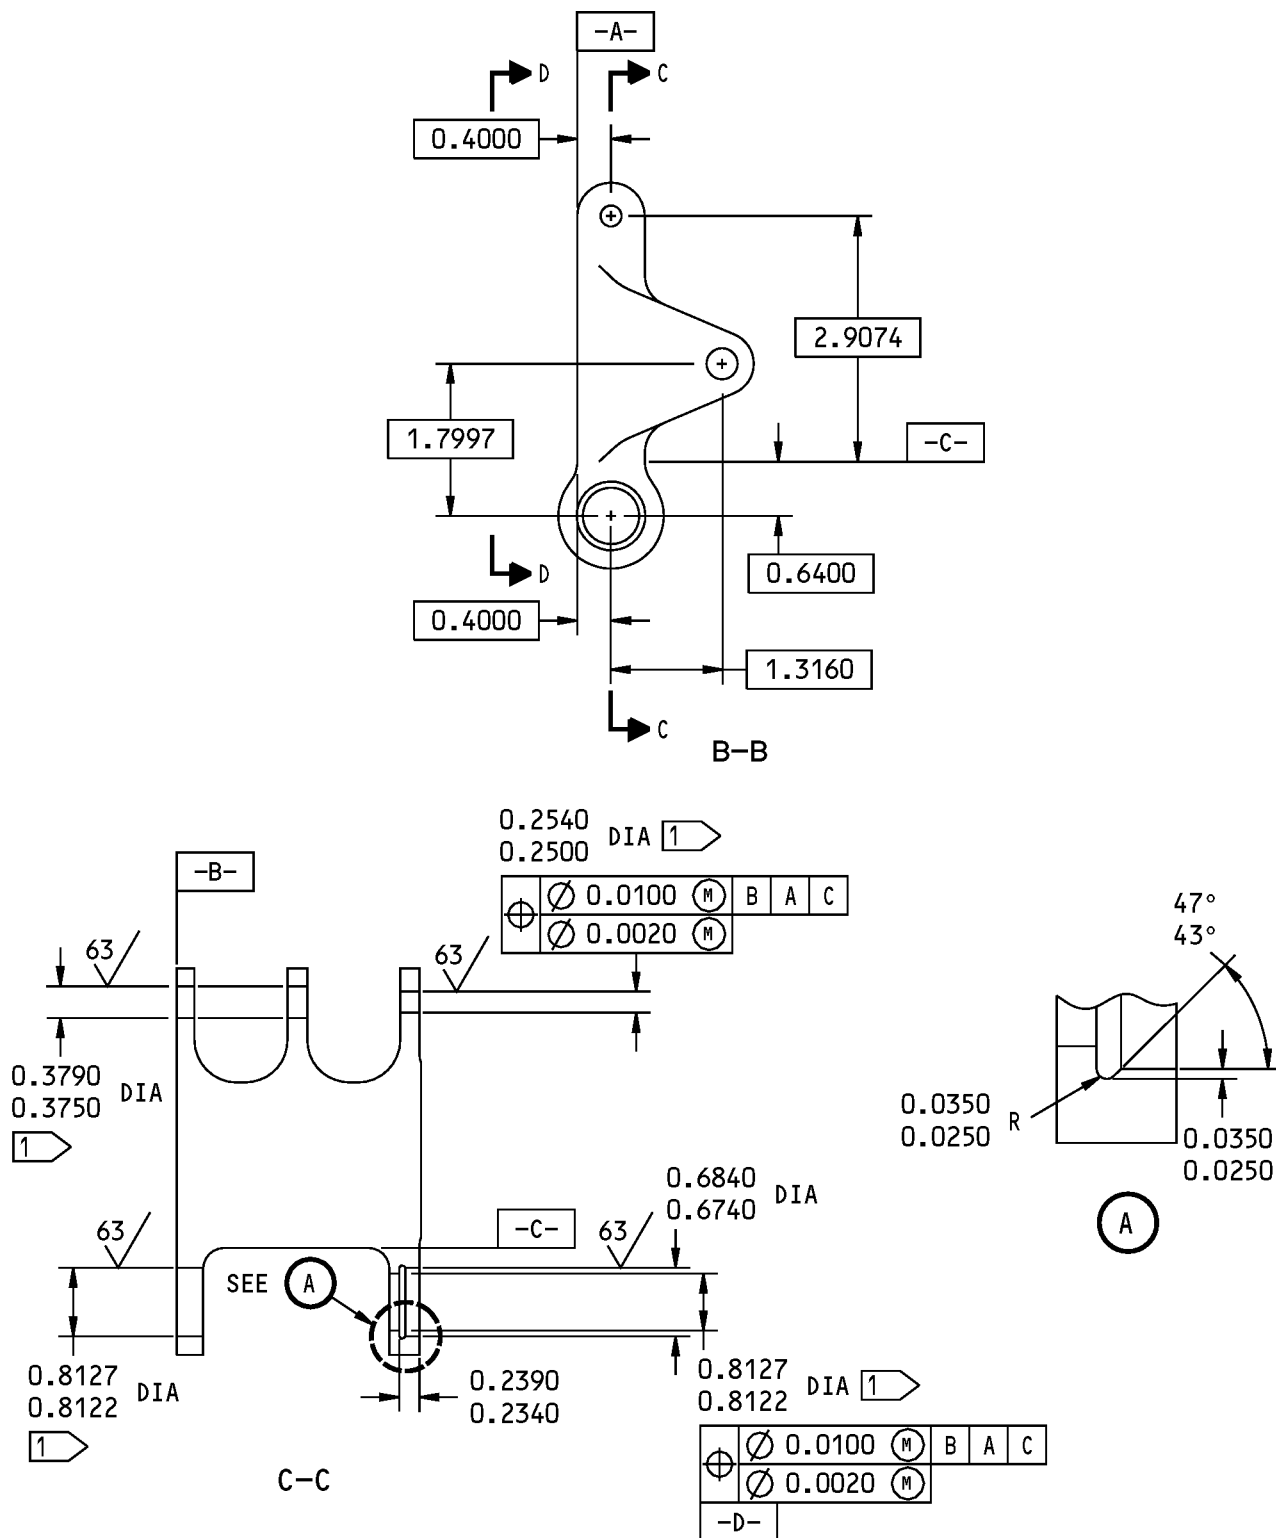 -A-
D
C
0.4000
2.9074
1.7997
-C-
D
0.6400
0.4000
1.3160
C
B-B
0.2540
0.2500
DIA
1
-B-
⌀ 0.0100 Ⓜ B A C
⌀ 0.0020 Ⓜ
63
63
47°
43°
0.3790
0.3750
DIA
1
0.0350
0.0250
R
0.0350
0.0250
0.6840
0.6740
DIA
A
63
-C-
63
SEE A
0.8127
0.8122
DIA
1
0.2390
0.2340
0.8127
0.8122
DIA
1
⌀ 0.0100 Ⓜ B A C
⌀ 0.0020 Ⓜ
-D-
C-C